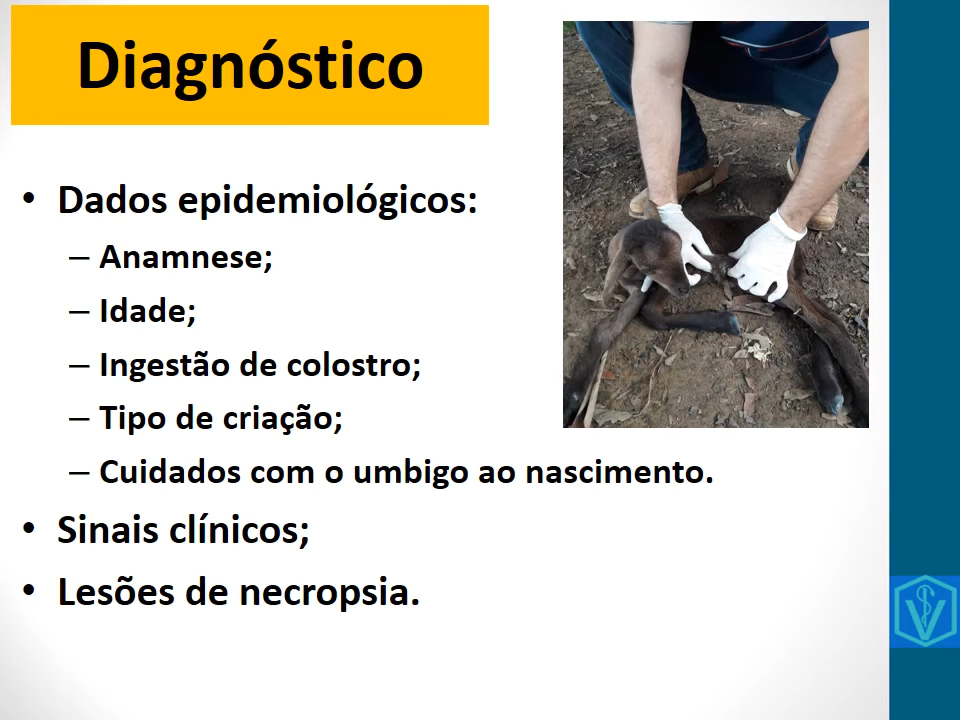 Diagnóstico
• Dados epidemiológicos:
– Anamnese;
– Idade;
– Ingestão de colostro;
– Tipo de criação;
– Cuidados com o umbigo ao nascimento.
• Sinais clínicos;
• Lesões de necropsia.